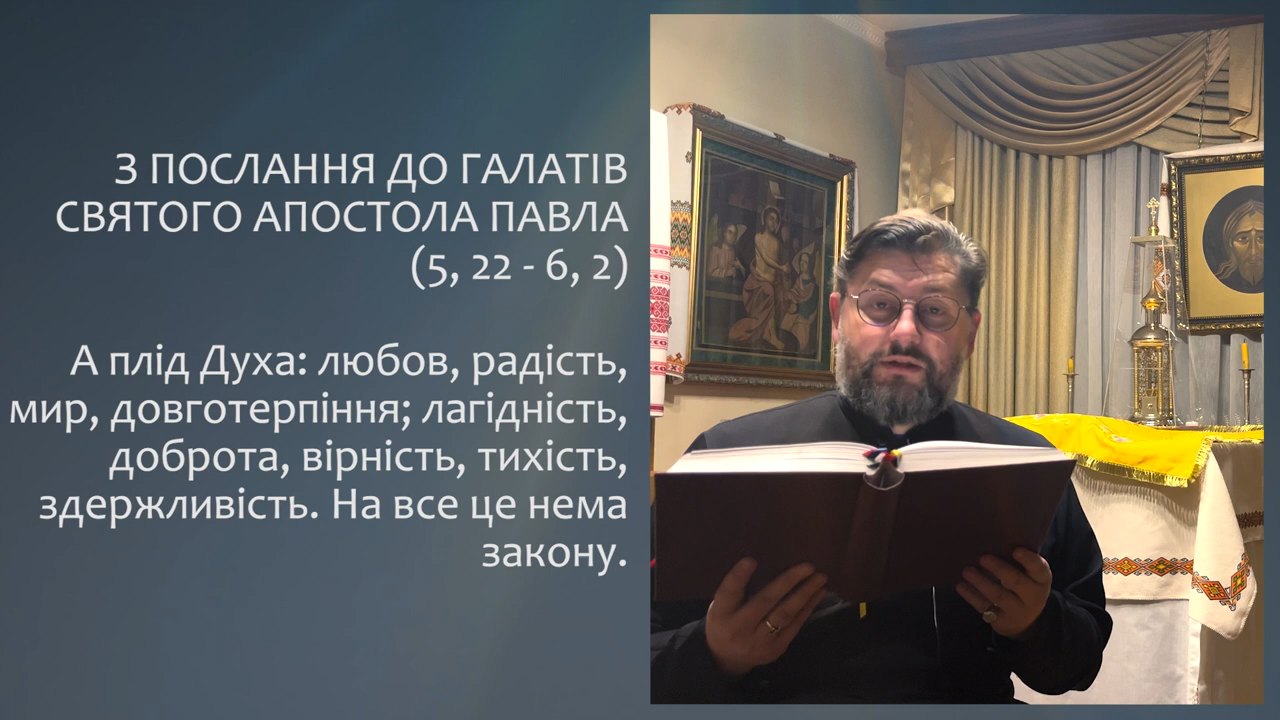 З ПОСЛАННЯ ДО ГАЛАТІВ
СВЯТОГО АПОСТОЛА ПАВЛА
(5, 22 - 6, 2)
А плід Духа: любов, радість,
мир, довготерпіння; лагідність,
доброта, вірність, тихість,
здержливість. На все це нема
закону.